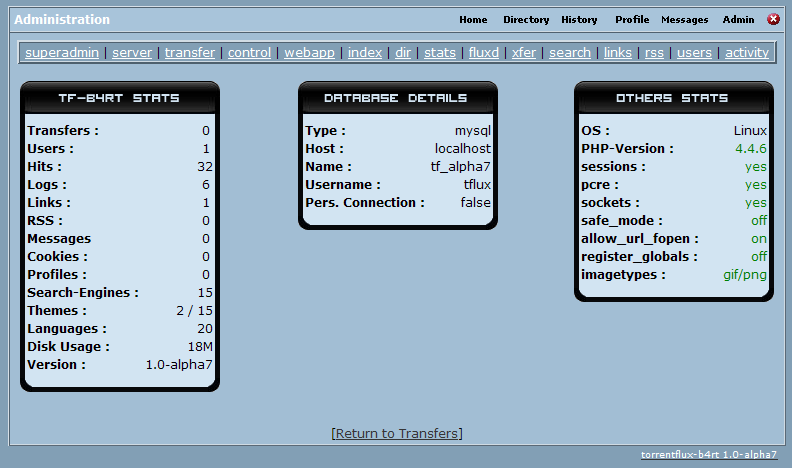 Administration
Home Directory History Profile Messages Admin
superadmin | server | transfer | control | webapp | index | dir | stats | fluxd | xfer | search | links | rss | users | activity
TF-B4RT STATS
Transfers : 0
Users : 1
Hits : 32
Logs : 6
Links : 1
RSS : 0
Messages 0
Cookies : 0
Profiles : 0
Search-Engines : 15
Themes : 2 / 15
Languages : 20
Disk Usage : 18M
Version : 1.0-alpha7
DATABASE DETAILS
Type : mysql
Host : localhost
Name : tf_alpha7
Username : tflux
Pers. Connection : false
OTHERS STATS
OS : Linux
PHP-Version : 4.4.6
sessions : yes
pcre : yes
sockets : yes
safe_mode : off
allow_url_fopen : on
register_globals : off
imagetypes : gif/png
[Return to Transfers]
torrentflux-b4rt 1.0-alpha7